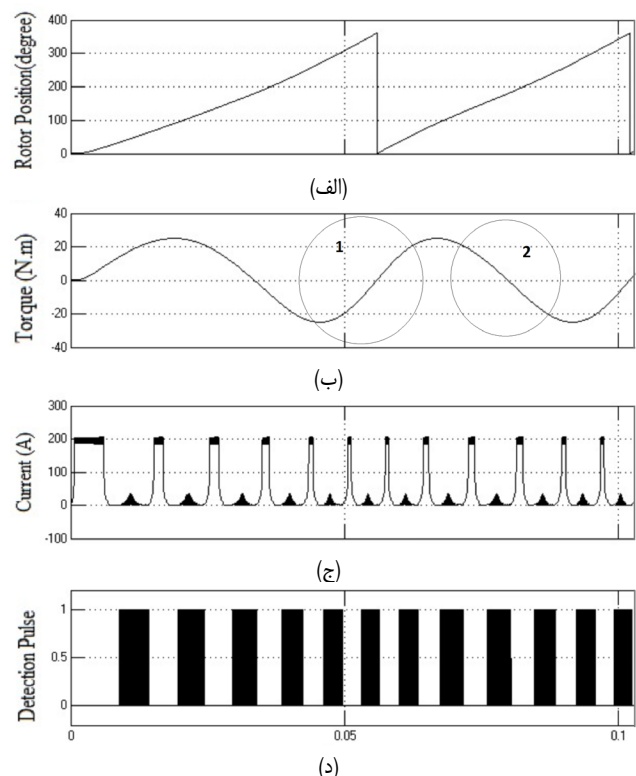 Rotor Position(degree)
400
300
200
100
0
(الف)
Torque (N.m)
40
20
0
-20
-40
1
2
(ب)
Current (A)
300
200
100
0
-100
(ج)
Detection Pulse
1
0.5
0
0
0.05
0.1
(د)